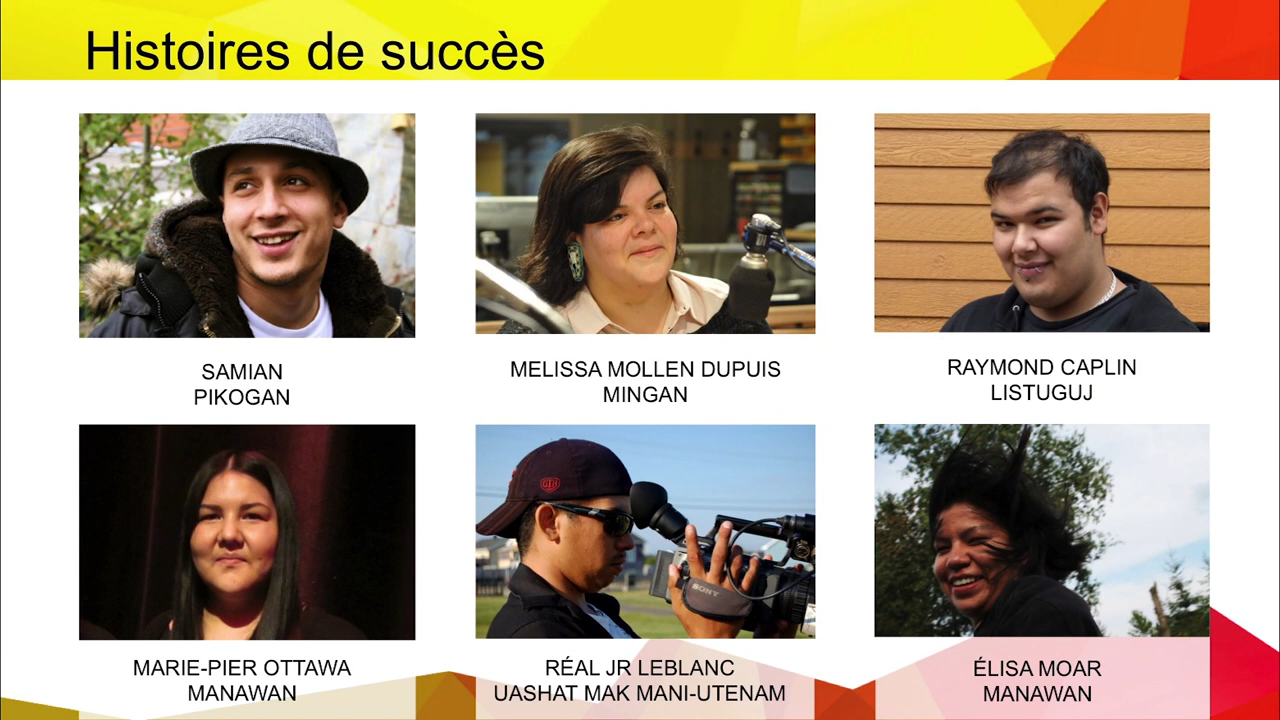 Histoires de succès
SAMIAN
PIKOGAN
MELISSA MOLLEN DUPUIS
MINGAN
RAYMOND CAPLIN
LISTUGUJ
MARIE-PIER OTTAWA
MANAWAN
SONY
RÉAL JR LEBLANC
UASHAT MAK MANI-UTENAM
ÉLISA MOAR
MANAWAN